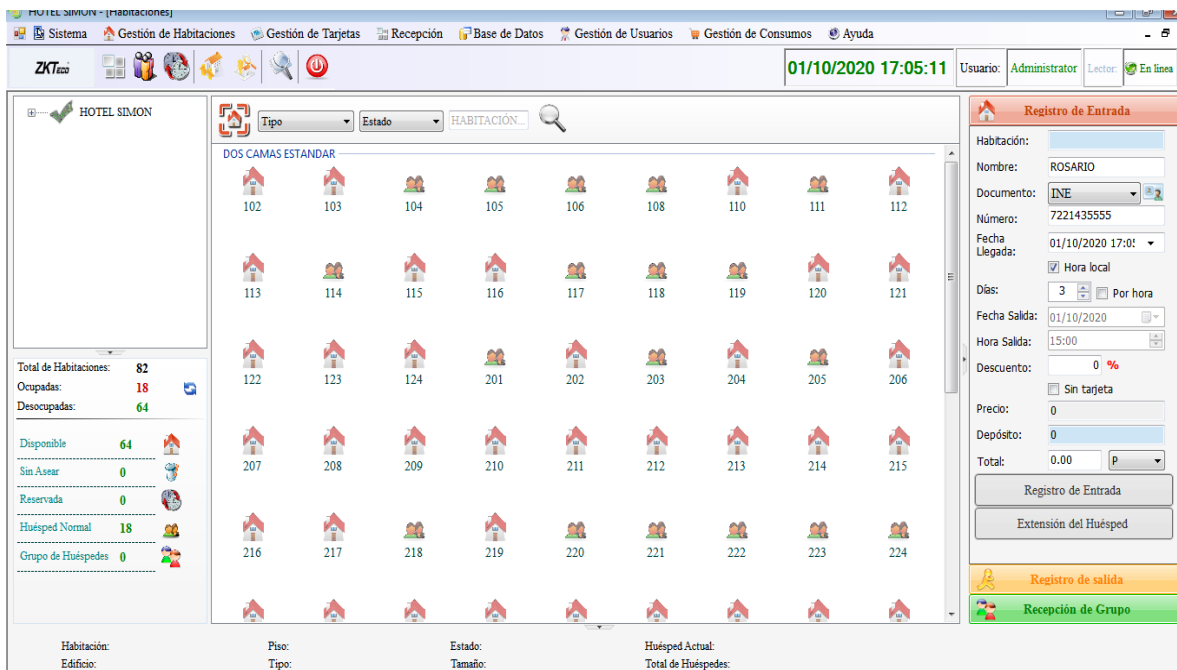 HOTEL SIMON - [Habitaciones]
Sistema Gestión de Habitaciones Gestión de Tarjetas Recepción Base de Datos Gestión de Usuarios Gestión de Consumos Ayuda
ZKTeco 01/10/2020 17:05:11 Usuario: Administrator Lector: En linea
HOTEL SIMON
Tipo Estado HABITACIÓN...
DOS CAMAS ESTANDAR
102 103 104 105 106 108 110 111 112
113 114 115 116 117 118 119 120 121
122 123 124 201 202 203 204 205 206
207 208 209 210 211 212 213 214 215
216 217 218 219 220 221 222 223 224
Total de Habitaciones: 82
Ocupadas: 18
Desocupadas: 64
Disponible 64
Sin Asear 0
Reservada 0
Huésped Normal 18
Grupo de Huéspedes 0
Registro de Entrada
Habitación:
Nombre: ROSARIO
Documento: INE
Número: 7221435555
Fecha
Llegada: 01/10/2020 17:0
Hora local
Días: 3 Por hora
Fecha Salida: 01/10/2020
Hora Salida: 15:00
Descuento: 0 %
Sin tarjeta
Precio: 0
Depósito: 0
Total: 0.00 P
Registro de Entrada
Extensión del Huésped
Registro de salida
Recepción de Grupo
Habitación: Piso: Estado: Huésped Actual:
Edificio: Tipo: Tamaño: Total de Huéspedes: